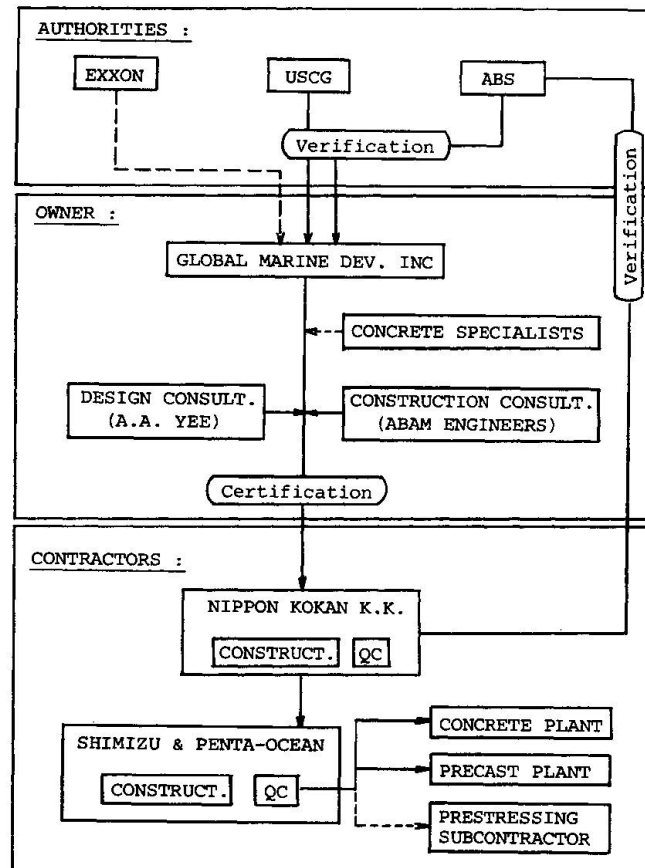 AUTHORITIES :
EXXON
USCG
ABS
Verification
Verification
OWNER :
GLOBAL MARINE DEV. INC
CONCRETE SPECIALISTS
DESIGN CONSULT.
(A.A. YEE)
CONSTRUCTION CONSULT.
(ABAM ENGINEERS)
Certification
CONTRACTORS :
NIPPON KOKAN K.K.
CONSTRUCT.
QC
SHIMIZU & PENTA-OCEAN
CONSTRUCT.
QC
CONCRETE PLANT
PRECAST PLANT
PRESTRESSING
SUBCONTRACTOR